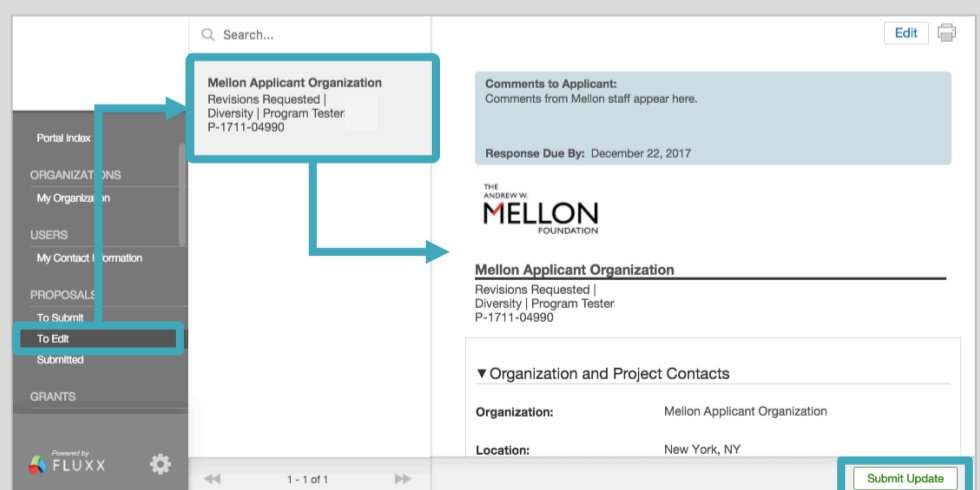 Search...
Edit
Mellon Applicant Organization
Revisions Requested |
Diversity | Program Tester
P-1711-04990
Portal Index
ORGANIZATIONS
My Organization
USERS
My Contact Information
PROPOSALS
To Submit
To Edit
Submitted
GRANTS
Powered by
FLUXX
1 - 1 of 1
Comments to Applicant:
Comments from Mellon staff appear here.
Response Due By: December 22, 2017
THE
ANDREW W.
MELLON
FOUNDATION
Mellon Applicant Organization
Revisions Requested |
Diversity | Program Tester
P-1711-04990
▼Organization and Project Contacts
Organization: Mellon Applicant Organization
Location: New York, NY
Submit Update